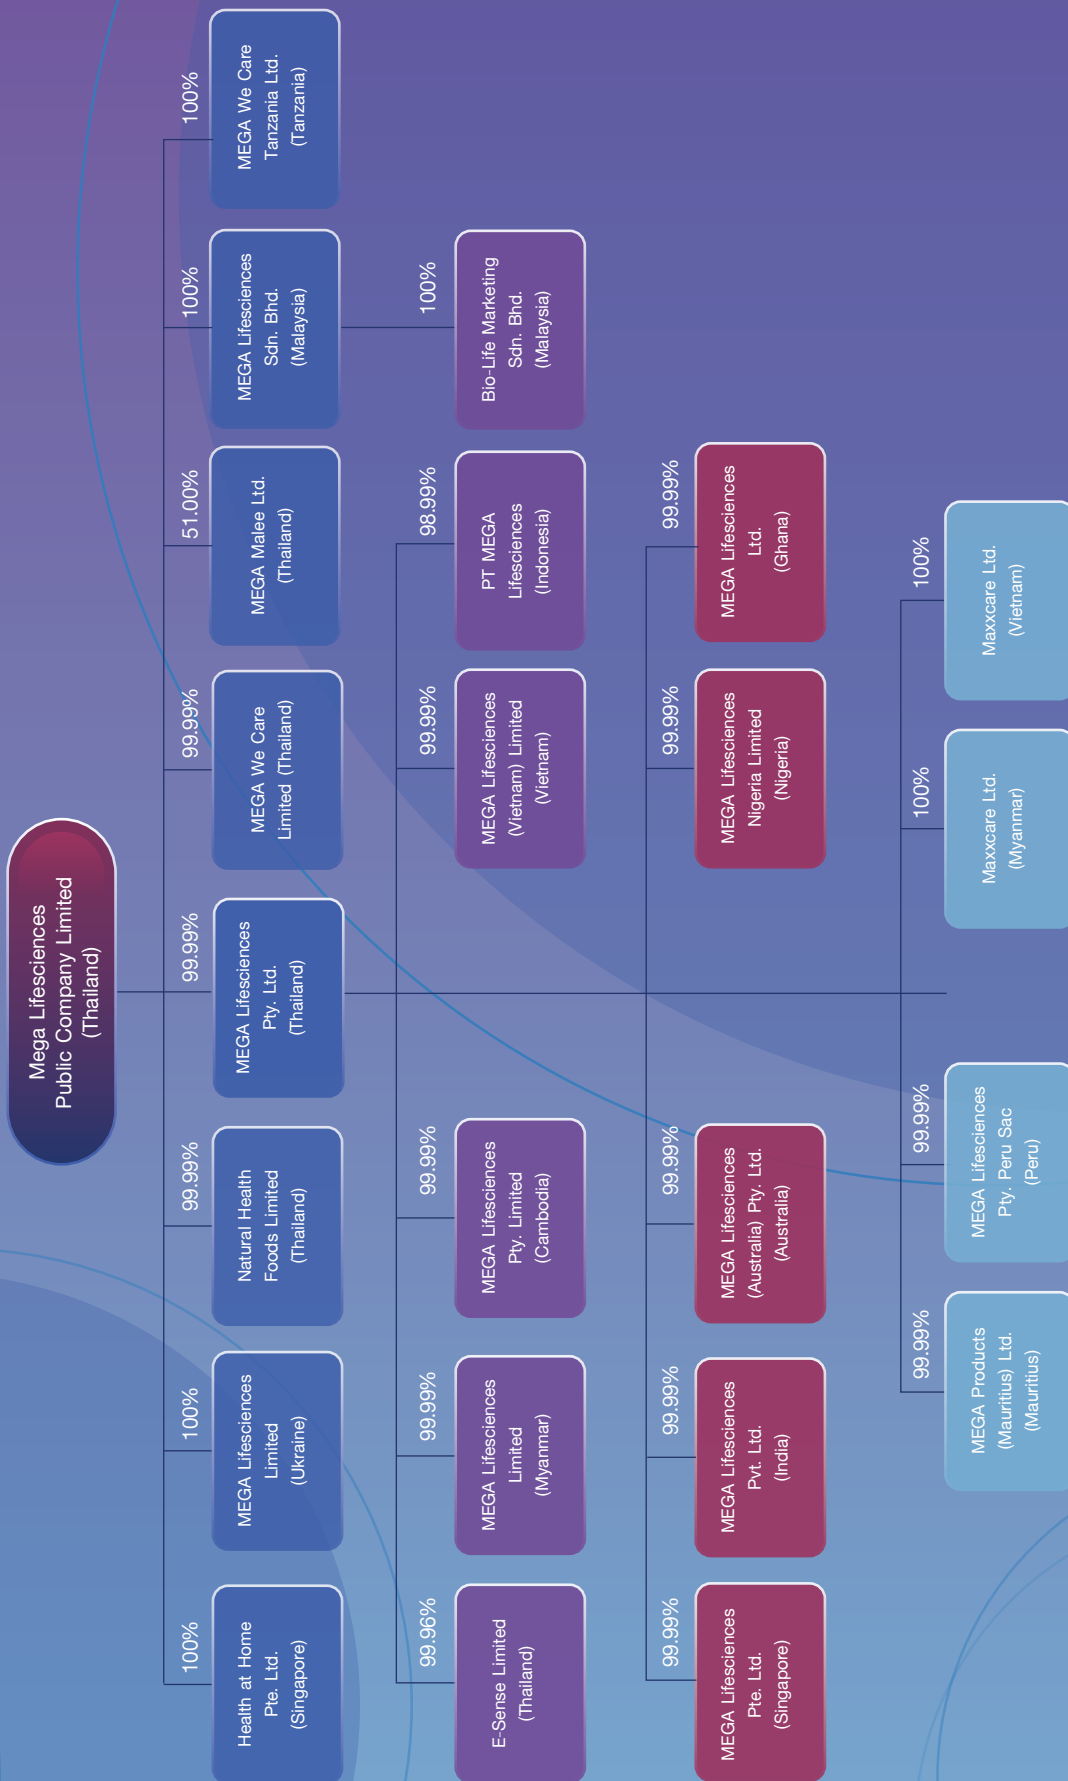 Mega Lifesciences
Public Company Limited
(Thailand)
100%
100%
99.99%
99.99%
99.99%
51.00%
100%
100%
Health at Home
Pte. Ltd.
(Singapore)
MEGA Lifesciences
Limited
(Ukraine)
Natural Health
Foods Limited
(Thailand)
MEGA Lifesciences
Pty. Ltd.
(Thailand)
MEGA We Care
Limited (Thailand)
MEGA Malee Ltd.
(Thailand)
MEGA Lifesciences
Sdn. Bhd.
(Malaysia)
MEGA We Care
Tanzania Ltd.
(Tanzania)
99.96%
99.99%
99.99%
99.99%
98.99%
100%
E-Sense Limited
(Thailand)
MEGA Lifesciences
Limited
(Myanmar)
MEGA Lifesciences
Pty. Limited
(Cambodia)
MEGA Lifesciences
(Vietnam) Limited
(Vietnam)
PT MEGA
Lifesciences
(Indonesia)
Bio-Life Marketing
Sdn. Bhd.
(Malaysia)
99.99%
99.99%
99.99%
99.99%
99.99%
MEGA Lifesciences
Pte. Ltd.
(Singapore)
MEGA Lifesciences
Pvt. Ltd.
(India)
MEGA Lifesciences
(Australia) Pty. Ltd.
(Australia)
MEGA Lifesciences
Nigeria Limited
(Nigeria)
MEGA Lifesciences
Ltd.
(Ghana)
99.99%
99.99%
100%
100%
MEGA Products
(Mauritius) Ltd.
(Mauritius)
MEGA Lifesciences
Pty. Peru Sac
(Peru)
Maxxcare Ltd.
(Myanmar)
Maxxcare Ltd.
(Vietnam)